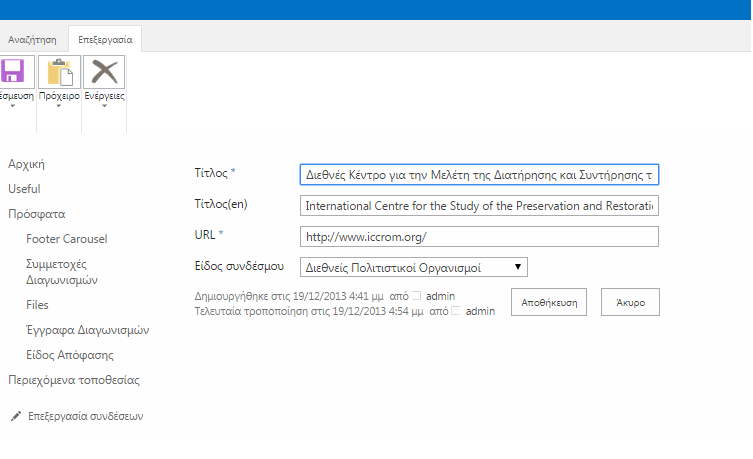 Αναζήτηση Επεξεργασία
έσμευση Πρόχειρο Ενέργειες
Αρχική
Useful
Πρόσφατα
Footer Carousel
Συμμετοχές
Διαγωνισμών
Files
Έγγραφα Διαγωνισμών
Είδος Απόφασης
Περιεχόμενα τοποθεσίας
Επεξεργασία συνδέσεων
Τίτλος * Διεθνές Κέντρο για την Μελέτη της Διατήρησης και Συντήρησης τ
Τίτλος(en) International Centre for the Study of the Preservation and Restoratio
URL * http://www.iccrom.org/
Είδος συνδέσμου Διεθνείς Πολιτιστικοί Οργανισμοί
Δημιουργήθηκε στις 19/12/2013 4:41 μμ από admin
Τελευταία τροποποίηση στις 19/12/2013 4:54 μμ από admin
Αποθήκευση Άκυρο